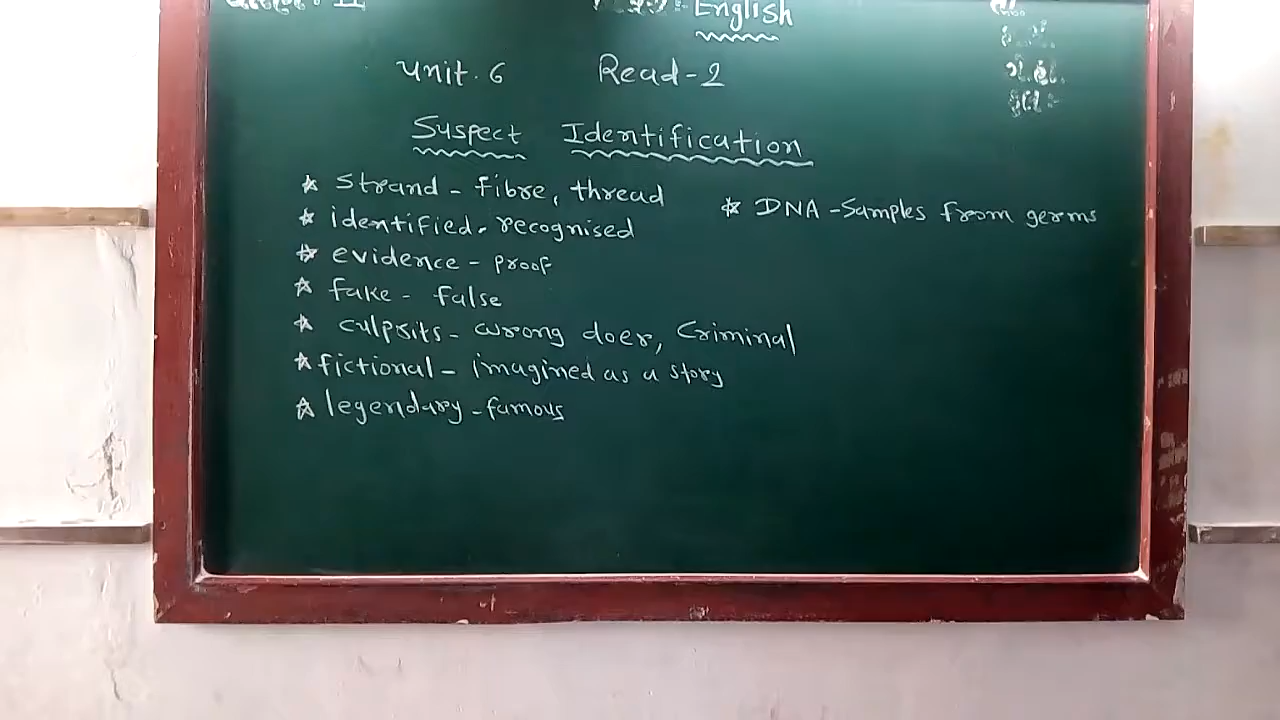 English
Unit. 6 Read-2
Suspect Identification
* Strand - fibre, thread
* identified - recognised
* evidence - proof
* fake - false
* culprits - wrong doer, Criminal
* fictional - imagined as a story
* legendary - famous
* DNA - Samples from germs